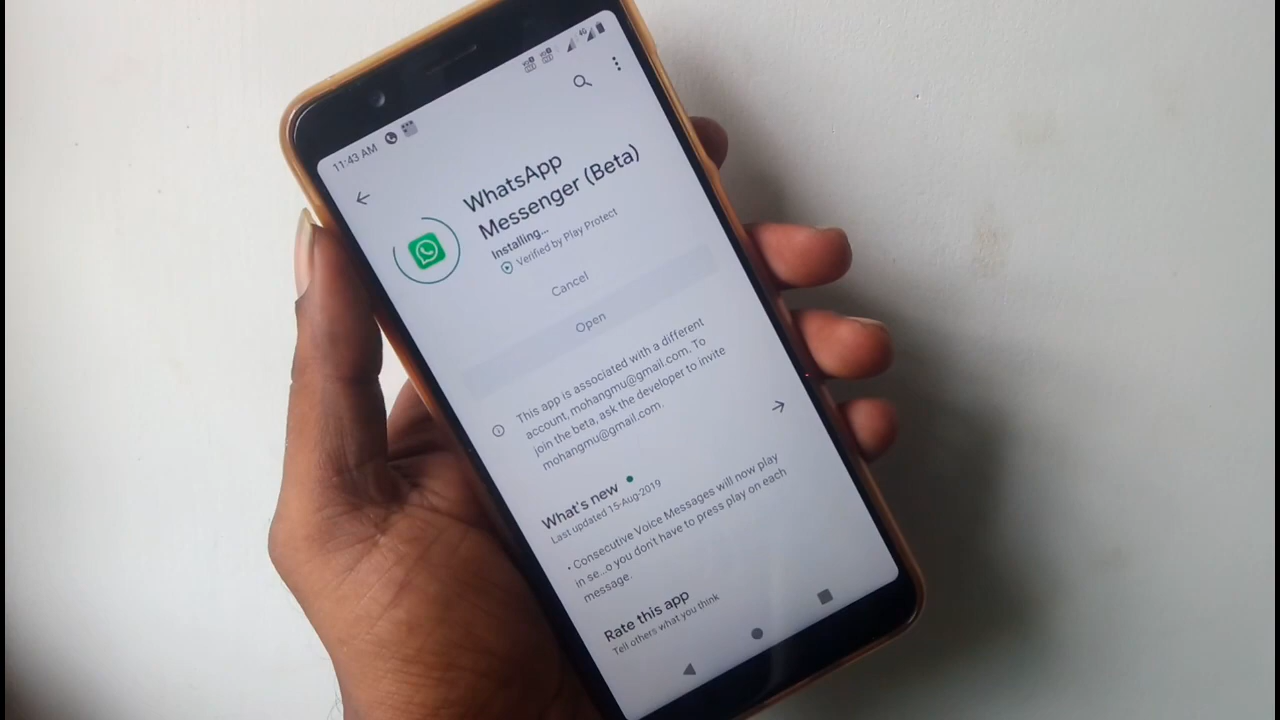 11:43 AM
4G
WhatsApp
Messenger (Beta)
Installing...
Verified by Play Protect
Cancel
Open
This app is associated with a different
account, mohangmu@gmail.com. To
join the beta, ask the developer to invite
mohangmu@gmail.com.
What's new
Last updated 15-Aug-2019
• Consecutive Voice Messages will now play
in se...o you don't have to press play on each
message.
Rate this app
Tell others what you think